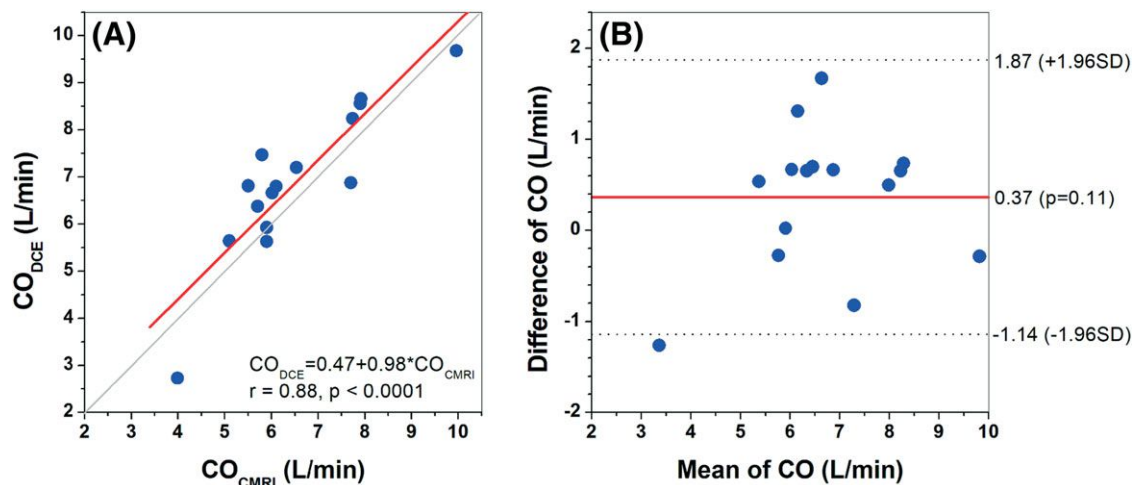 (A)
10
9
8
7
6
5
4
3
2
CO_DCE (L/min)
CO_DCE=0.47+0.98*CO_CMRI
r = 0.88, p < 0.0001
2 3 4 5 6 7 8 9 10
CO_CMRI (L/min)
(B)
2
1
0
-1
-2
Difference of CO (L/min)
1.87 (+1.96SD)
0.37 (p=0.11)
-1.14 (-1.96SD)
2 3 4 5 6 7 8 9 10
Mean of CO (L/min)